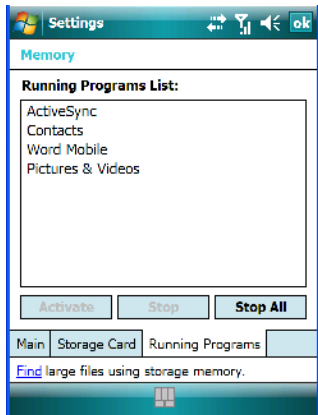 Settings
ok
Memory
Running Programs List:
ActiveSync
Contacts
Word Mobile
Pictures & Videos
Activate Stop Stop All
Main Storage Card Running Programs
Find large files using storage memory.